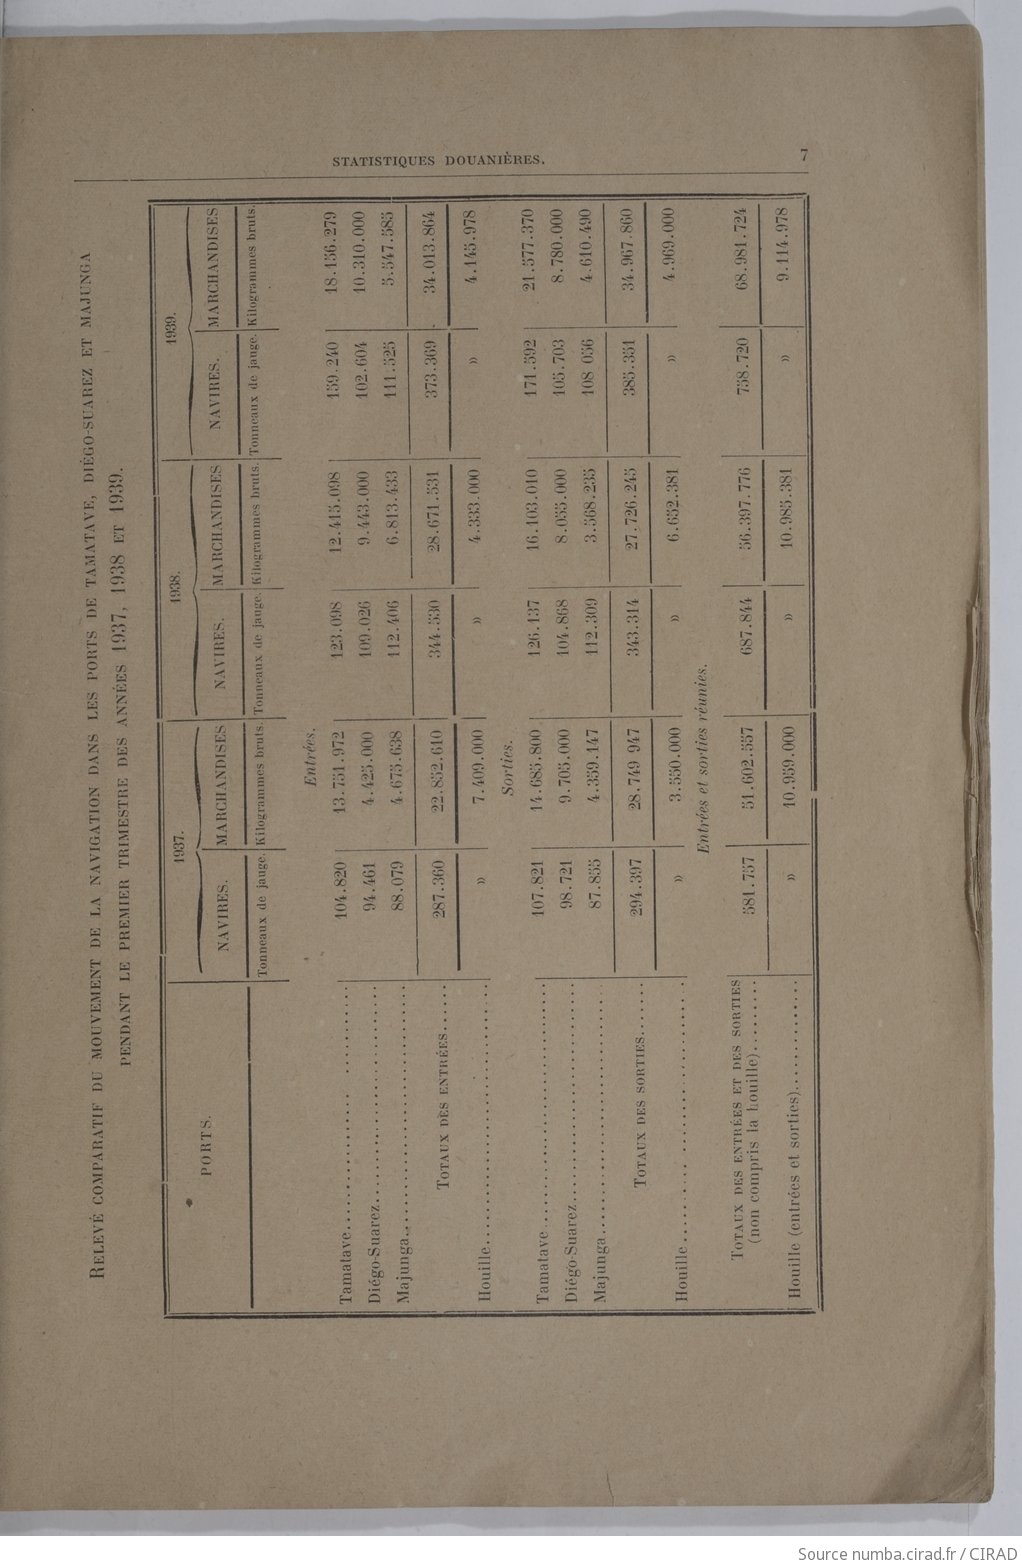 STATISTIQUES DOUANIÈRES.
7
RELEVÉ COMPARATIF DU MOUVEMENT DE LA NAVIGATION DANS LES PORTS DE TAMATAVE, DIÉGO-SUAREZ ET MAJUNGA
PENDANT LE PREMIER TRIMESTRE DES ANNÉES 1937, 1938 ET 1939.
PORTS. 1937. 1938. 1939.
NAVIRES. MARCHANDISES NAVIRES. MARCHANDISES NAVIRES. MARCHANDISES
Tonneaux de jauge. Kilogrammes bruts. Tonneaux de jauge. Kilogrammes bruts. Tonneaux de jauge. Kilogrammes bruts.
Entrées.
Tamatave 104.820 13.751.972 123.098 12.415.098 159.240 18.156.279
Diégo-Suarez 94.461 4.425.000 109.026 9.443.000 102.604 10.310.000
Majunga 88.079 4.675.638 112.406 6.813.433 111.525 5.547.585
TOTAUX DES ENTRÉES 287.360 22.852.610 344.530 28.671.531 373.369 34.013.864
Houille » 7.409.000 » 4.333.000 » 4.145.978
Sorties.
Tamatave 107.821 14.685.800 126.137 16.103.010 171.592 21.577.370
Diégo-Suarez 98.721 9.705.000 104.868 8.055.000 105.703 8.780.000
Majunga 87.855 4.359.147 112.309 3.568.235 108 056 4.610.490
TOTAUX DES SORTIES 294.397 28.749 947 343.314 27.726.245 385.351 34.967.860
Houille » 3.550.000 » 6.652.381 » 4.969.000
Entrées et sorties réunies.
TOTAUX DES ENTRÉES ET DES SORTIES
(non compris la houille) 581.757 51.602.557 687.844 56.397.776 758.720 68.981.724
Houille (entrées et sorties) » 10.959.000 » 10.985.381 » 9.114.978
Source numba.cirad.fr / CIRAD